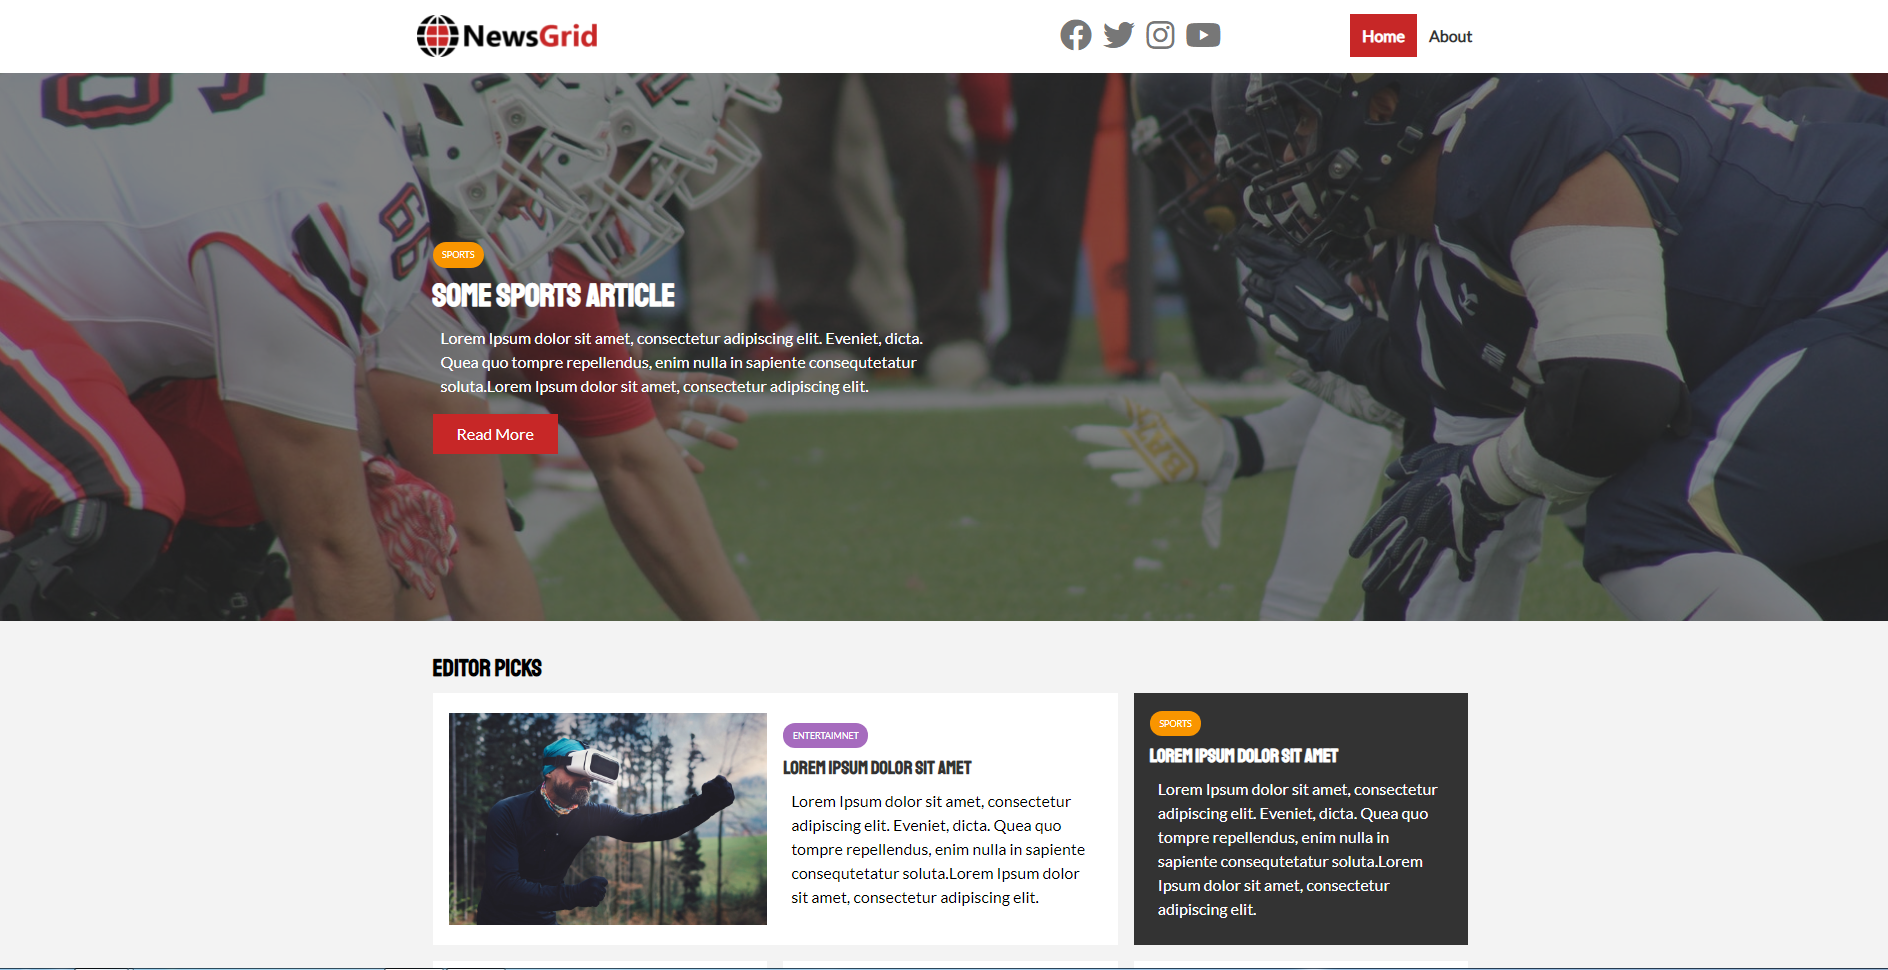 NewsGrid
Home
About
SPORTS
SOME SPORTS ARTICLE
Lorem Ipsum dolor sit amet, consectetur adipiscing elit. Eveniet, dicta.
Quea quo tompre repellendus, enim nulla in sapiente consequtetatur
soluta.Lorem Ipsum dolor sit amet, consectetur adipiscing elit.
Read More
EDITOR PICKS
ENTERTAIMNET
LOREM IPSUM DOLOR SIT AMET
Lorem Ipsum dolor sit amet, consectetur
adipiscing elit. Eveniet, dicta. Quea quo
tompre repellendus, enim nulla in sapiente
consequtetatur soluta.Lorem Ipsum dolor
sit amet, consectetur adipiscing elit.
SPORTS
LOREM IPSUM DOLOR SIT AMET
Lorem Ipsum dolor sit amet, consectetur
adipiscing elit. Eveniet, dicta. Quea quo
tompre repellendus, enim nulla in
sapiente consequtetatur soluta.Lorem
Ipsum dolor sit amet, consectetur
adipiscing elit.